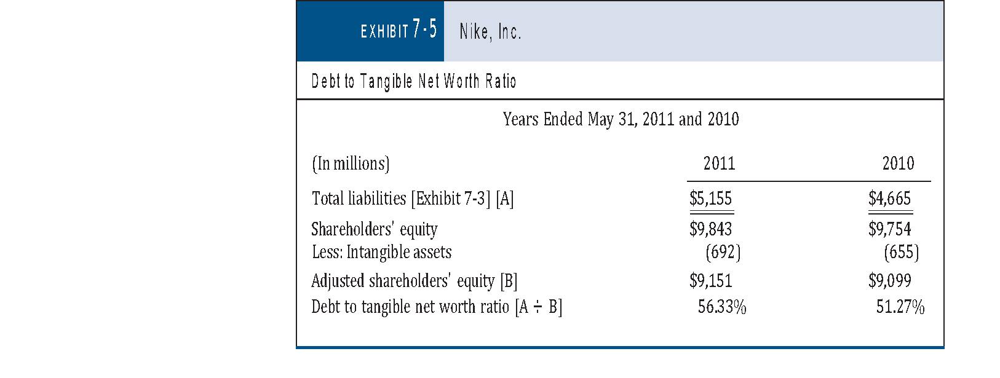 EXHIBIT 7-5 Nike, Inc.
Debt to Tangible Net Worth Ratio
Years Ended May 31, 2011 and 2010
(In millions) 2011 2010
Total liabilities [Exhibit 7-3] [A] $5,155 $4,665
Shareholders' equity $9,843 $9,754
Less: Intangible assets (692) (655)
Adjusted shareholders' equity [B] $9,151 $9,099
Debt to tangible net worth ratio [A ÷ B] 56.33% 51.27%